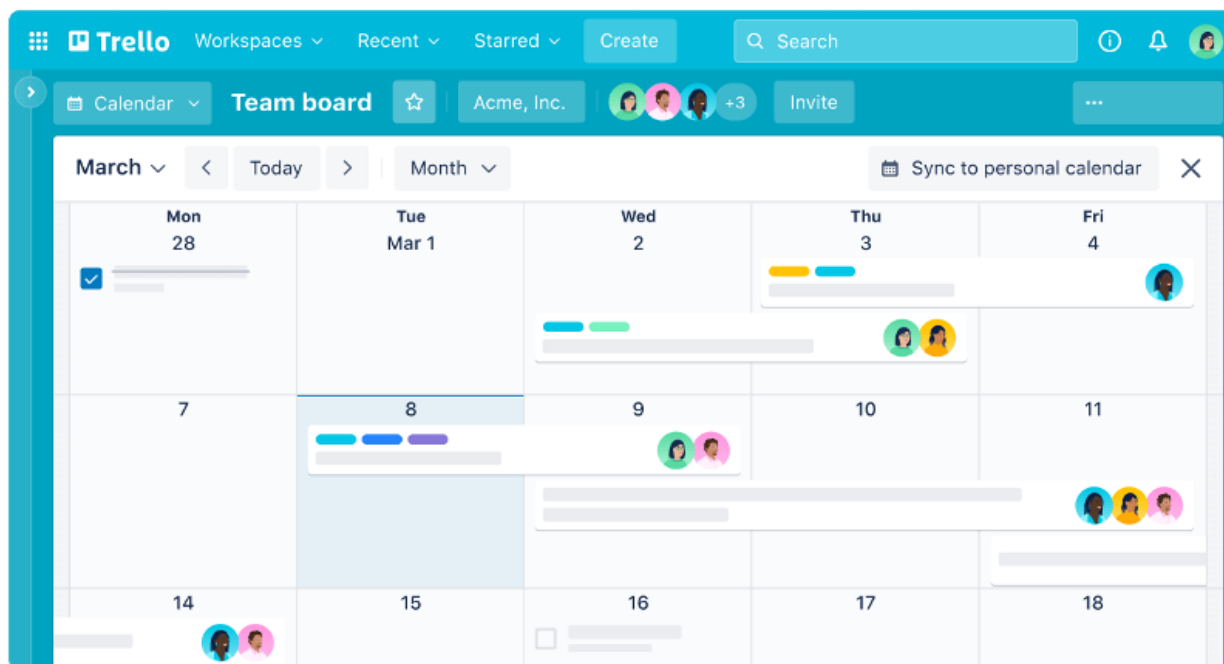 Trello Workspaces Recent Starred Create Search
Calendar Team board Acme, Inc. +3 Invite
March Today Month Sync to personal calendar
Mon Tue Wed Thu Fri
28 Mar 1 2 3 4
7 8 9 10 11
14 15 16 17 18